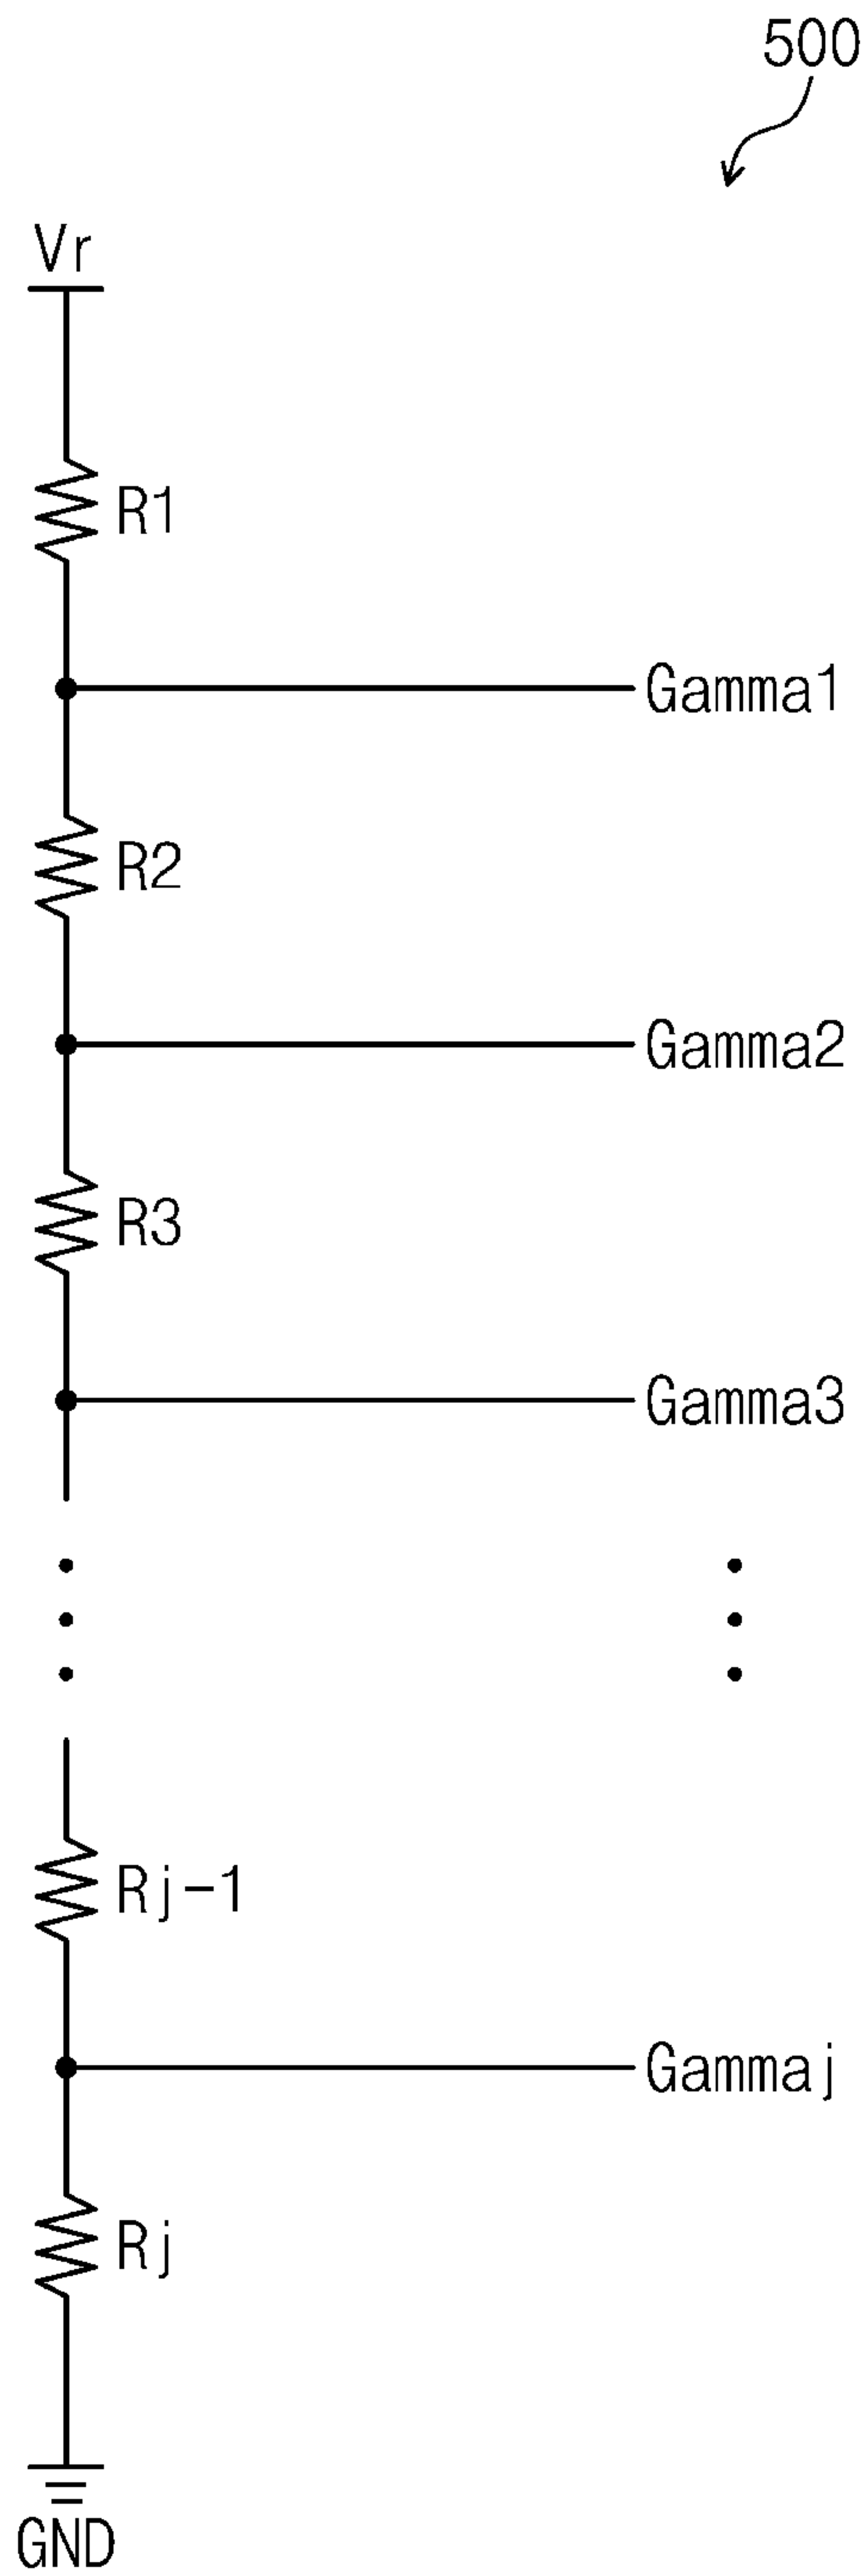 500
Vr
R1
Gamma1
R2
Gamma2
R3
Gamma3
Rj-1
Gammaj
Rj
GND